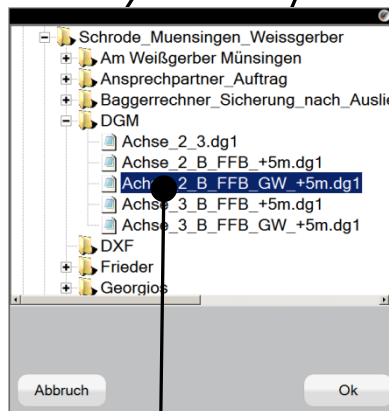 Schrode_Muensingen_Weissgerber
Am Weißgerber Münsingen
Ansprechpartner_Auftrag
Baggerrechner_Sicherung_nach_Auslie
DGM
Achse_2_3.dg1
Achse_2_B_FFB_+5m.dg1
Achse_2_B_FFB_GW_+5m.dg1
Achse_3_B_FFB_+5m.dg1
Achse_3_B_FFB_GW_+5m.dg1
DXF
Frieder
Georgios
Abbruch Ok